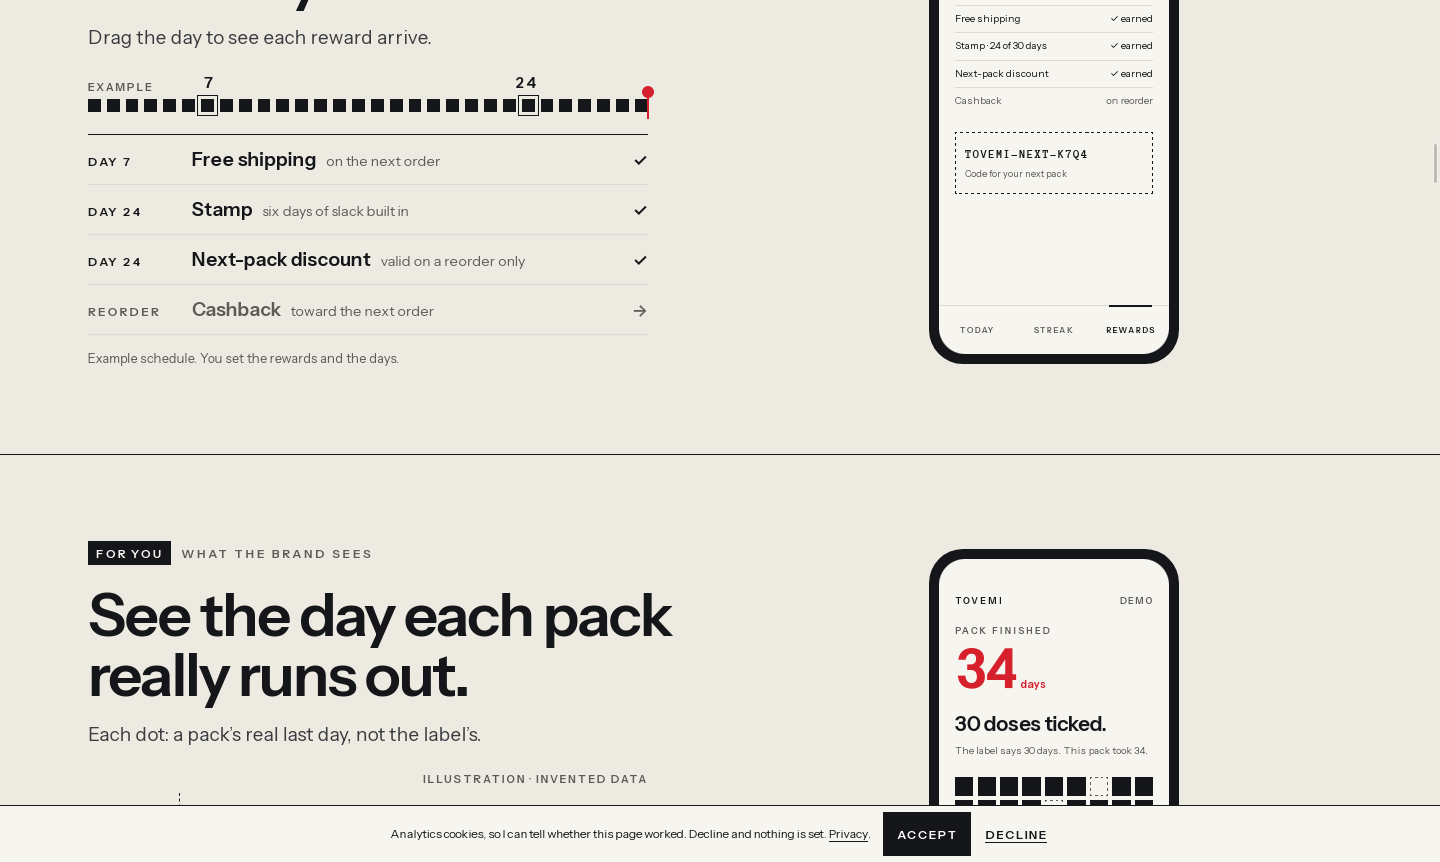 Drag the day to see each reward arrive.
EXAMPLE
7
24
DAY 7 Free shipping on the next order ✓
DAY 24 Stamp six days of slack built in ✓
DAY 24 Next-pack discount valid on a reorder only ✓
REORDER Cashback toward the next order →
Example schedule. You set the rewards and the days.
Free shipping ✓ earned
Stamp · 24 of 30 days ✓ earned
Next-pack discount ✓ earned
Cashback on reorder
TOVEMI–NEXT–K7Q4
Code for your next pack
TODAY STREAK REWARDS
FOR YOU WHAT THE BRAND SEES
See the day each pack
really runs out.
Each dot: a pack’s real last day, not the label’s.
ILLUSTRATION · INVENTED DATA
TOVEMI DEMO
PACK FINISHED
34 days
30 doses ticked.
The label says 30 days. This pack took 34.
Analytics cookies, so I can tell whether this page worked. Decline and nothing is set. Privacy.
ACCEPT
DECLINE